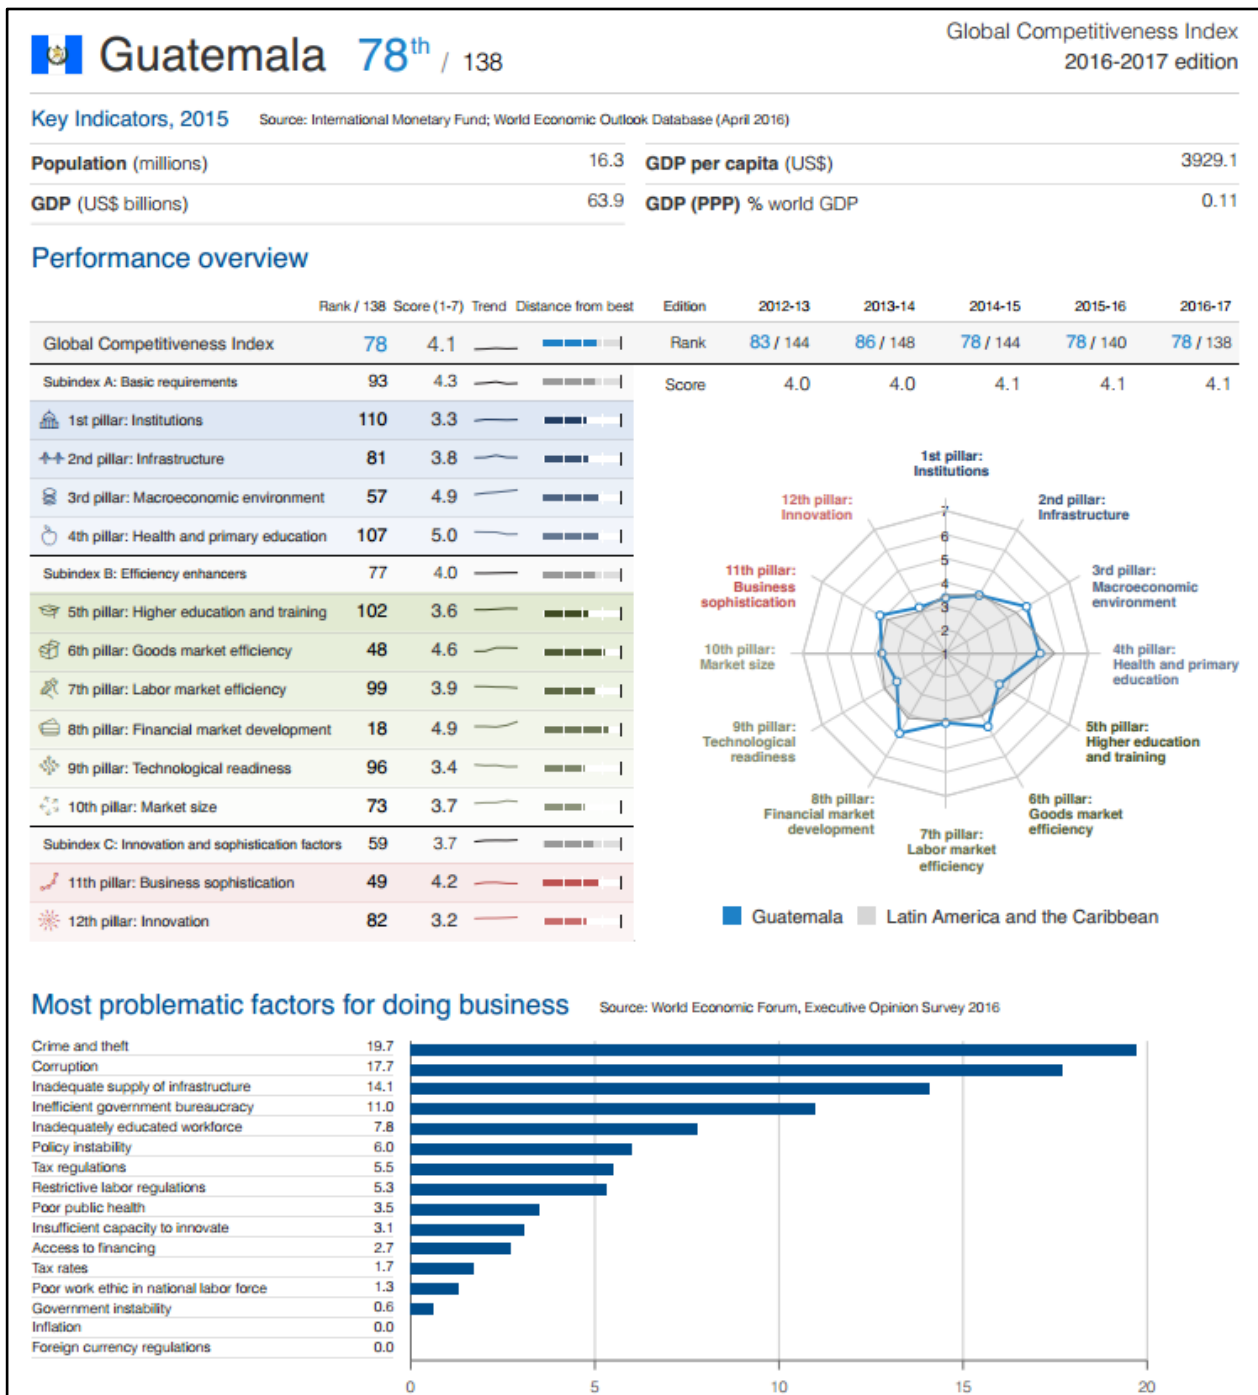 Guatemala 78th / 138
Global Competitiveness Index
2016-2017 edition
Key Indicators, 2015 Source: International Monetary Fund; World Economic Outlook Database (April 2016)
Population (millions) 16.3 GDP per capita (US$) 3929.1
GDP (US$ billions) 63.9 GDP (PPP) % world GDP 0.11
Performance overview
Rank / 138 Score (1-7) Trend Distance from best Edition 2012-13 2013-14 2014-15 2015-16 2016-17
Global Competitiveness Index 78 4.1 Rank 83 / 144 86 / 148 78 / 144 78 / 140 78 / 138
Subindex A: Basic requirements 93 4.3 Score 4.0 4.0 4.1 4.1 4.1
1st pillar: Institutions 110 3.3
2nd pillar: Infrastructure 81 3.8
3rd pillar: Macroeconomic environment 57 4.9
4th pillar: Health and primary education 107 5.0
Subindex B: Efficiency enhancers 77 4.0
5th pillar: Higher education and training 102 3.6
6th pillar: Goods market efficiency 48 4.6
7th pillar: Labor market efficiency 99 3.9
8th pillar: Financial market development 18 4.9
9th pillar: Technological readiness 96 3.4
10th pillar: Market size 73 3.7
Subindex C: Innovation and sophistication factors 59 3.7
11th pillar: Business sophistication 49 4.2
12th pillar: Innovation 82 3.2
1st pillar:
Institutions
2nd pillar:
Infrastructure
3rd pillar:
Macroeconomic
environment
4th pillar:
Health and primary
education
5th pillar:
Higher education
and training
6th pillar:
Goods market
efficiency
7th pillar:
Labor market
efficiency
8th pillar:
Financial market
development
9th pillar:
Technological
readiness
10th pillar:
Market size
11th pillar:
Business
sophistication
12th pillar:
Innovation
7
6
5
4
3
2
1
Guatemala Latin America and the Caribbean
Most problematic factors for doing business Source: World Economic Forum, Executive Opinion Survey 2016
Crime and theft 19.7
Corruption 17.7
Inadequate supply of infrastructure 14.1
Inefficient government bureaucracy 11.0
Inadequately educated workforce 7.8
Policy instability 6.0
Tax regulations 5.5
Restrictive labor regulations 5.3
Poor public health 3.5
Insufficient capacity to innovate 3.1
Access to financing 2.7
Tax rates 1.7
Poor work ethic in national labor force 1.3
Government instability 0.6
Inflation 0.0
Foreign currency regulations 0.0
0 5 10 15 20